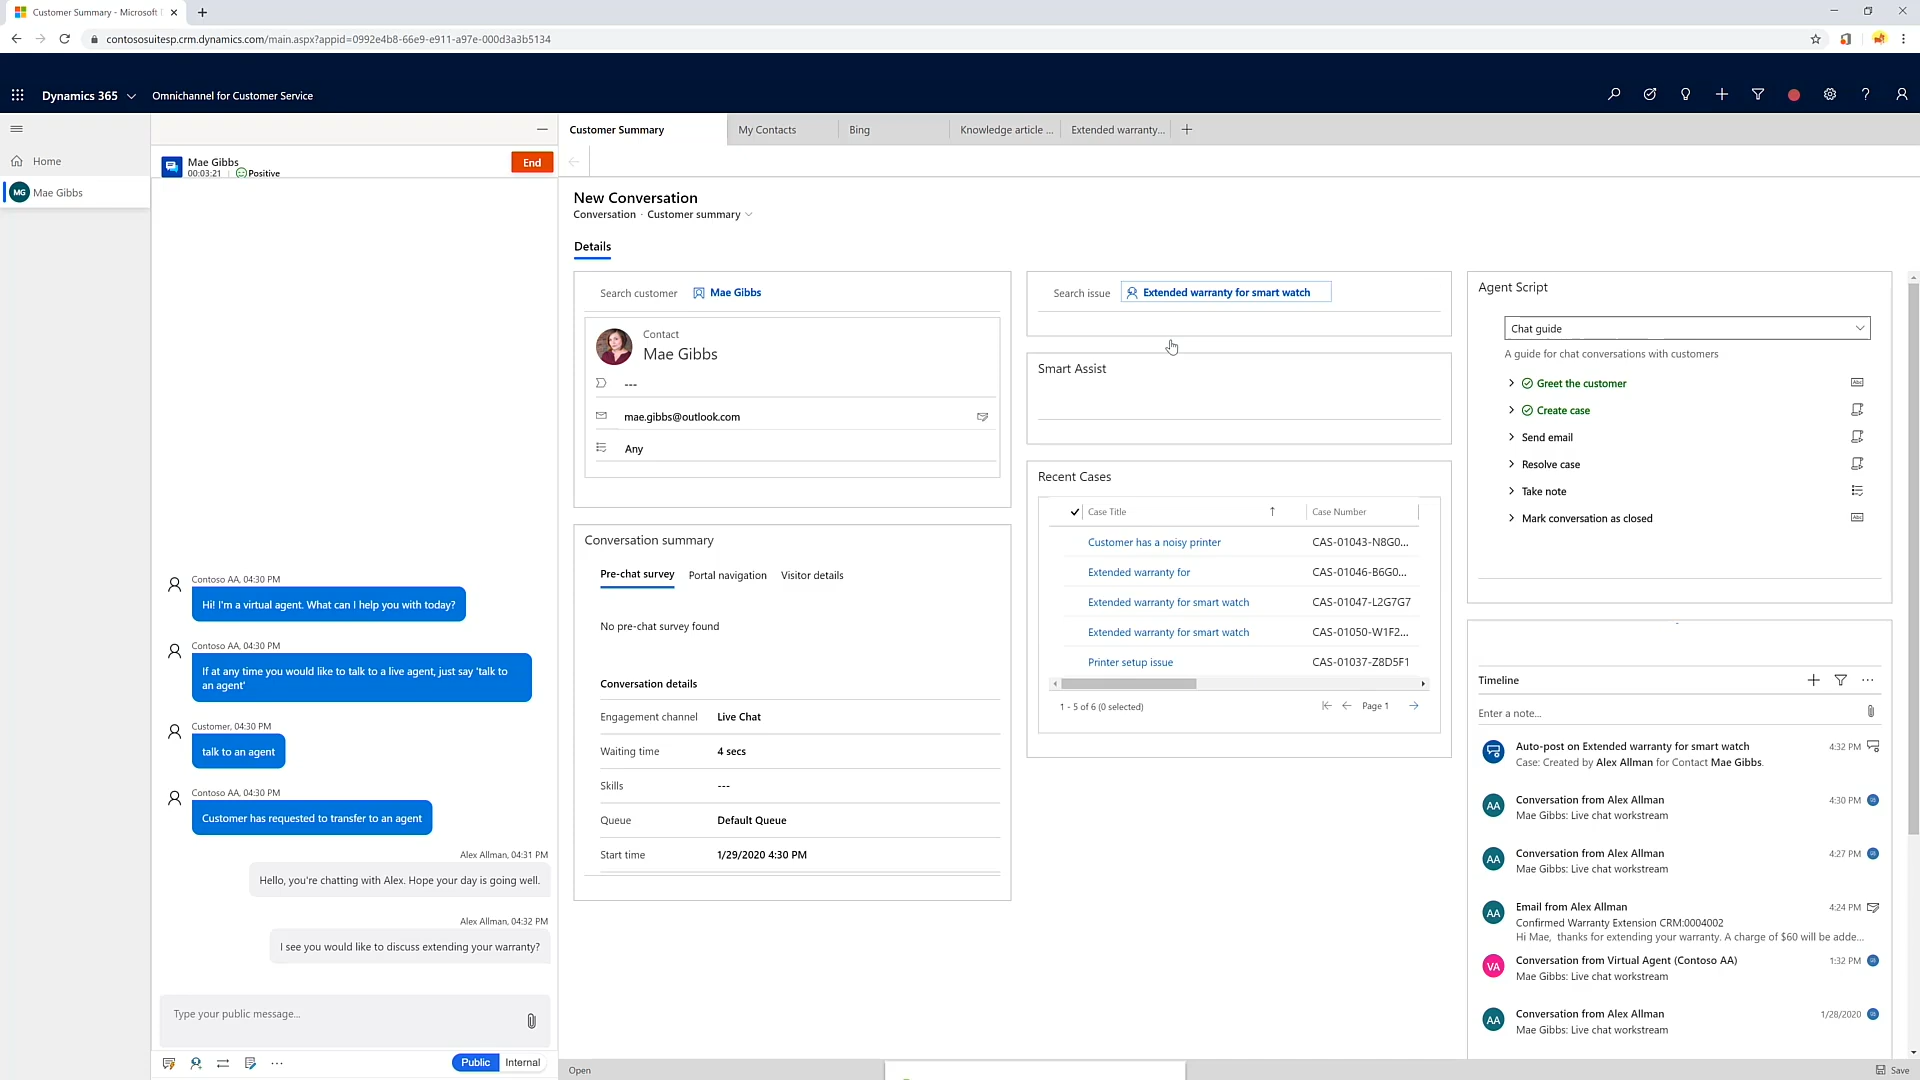 Customer Summary - Microsoft
contososuitesp.crm.dynamics.com/main.aspx?appid=0992e4b8-66e9-e911-a97e-000d3a3b5134
Dynamics 365
Omnichannel for Customer Service
Home
MG Mae Gibbs
Mae Gibbs
00:03:21 | Positive
End
Contoso AA, 04:30 PM
Hi! I'm a virtual agent. What can I help you with today?
Contoso AA, 04:30 PM
If at any time you would like to talk to a live agent, just say 'talk to
an agent'
Customer, 04:30 PM
talk to an agent
Contoso AA, 04:30 PM
Customer has requested to transfer to an agent
Alex Allman, 04:31 PM
Hello, you're chatting with Alex. Hope your day is going well.
Alex Allman, 04:32 PM
I see you would like to discuss extending your warranty?
Type your public message...
Public Internal
Customer Summary
My Contacts
Bing
Knowledge article ...
Extended warranty...
New Conversation
Conversation · Customer summary
Details
Search customer Mae Gibbs
Contact
Mae Gibbs
---
mae.gibbs@outlook.com
Any
Conversation summary
Pre-chat survey Portal navigation Visitor details
No pre-chat survey found
Conversation details
Engagement channel Live Chat
Waiting time 4 secs
Skills ---
Queue Default Queue
Start time 1/29/2020 4:30 PM
Search issue Extended warranty for smart watch
Smart Assist
Recent Cases
Case Title Case Number
Customer has a noisy printer CAS-01043-N8G0...
Extended warranty for CAS-01046-B6G0...
Extended warranty for smart watch CAS-01047-L2G7G7
Extended warranty for smart watch CAS-01050-W1F2...
Printer setup issue CAS-01037-Z8D5F1
1 - 5 of 6 (0 selected) Page 1
Agent Script
Chat guide
A guide for chat conversations with customers
Greet the customer
Create case
Send email
Resolve case
Take note
Mark conversation as closed
Timeline
Enter a note...
Auto-post on Extended warranty for smart watch 4:32 PM
Case: Created by Alex Allman for Contact Mae Gibbs.
AA Conversation from Alex Allman 4:30 PM
Mae Gibbs: Live chat workstream
AA Conversation from Alex Allman 4:27 PM
Mae Gibbs: Live chat workstream
AA Email from Alex Allman 4:24 PM
Confirmed Warranty Extension CRM:0004002
Hi Mae, thanks for extending your warranty. A charge of $60 will be adde...
VA Conversation from Virtual Agent (Contoso AA) 1:32 PM
Mae Gibbs: Live chat workstream
AA Conversation from Alex Allman 1/28/2020
Mae Gibbs: Live chat workstream
Open
Save